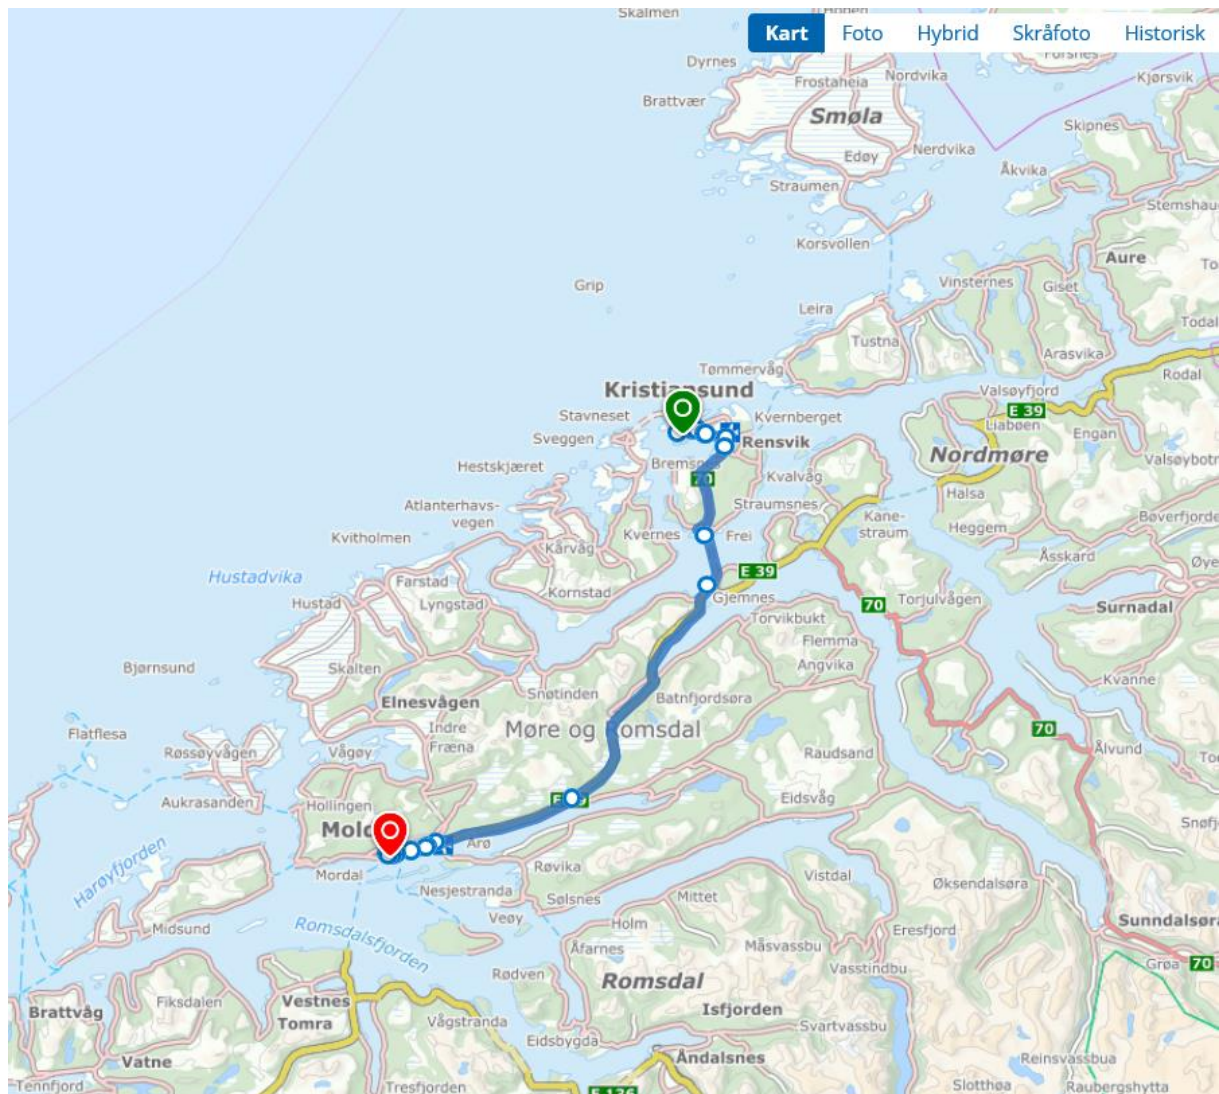 Skalmen
Kart Foto Hybrid Skråfoto Historisk
Dyrnes
Frostaheia
Nordvika
Kjørsvik
Brattvær
Smøla
Skipnes
Edøy
Nerdvika
Åkvika
Straumen
Korsvollen
Aure
Grip
Vinsternes
Giset
Leira
Tustna
Arasvika
Tømmervåg
Rodal
Stavneset
Kvernberget
Valsøyfjord
E 39
Liabøen
Engan
Sveggen
Rensvik
Nordmøre
Hestskjæret
Kvalvåg
Halsa
70
Atlanterhavs-
vegen
Straumsnes
Kane-
straum
Heggem
Kvitholmen
Kvernes
Frei
Kårvåg
Åsskard
Hustadvika
Farstad
E 39
Kornstad
Gjemnes
Hustad
Lyngstad
70
Torjulvågen
Surnadal
Torvikbukt
Flemma
Angvika
Bjørnsund
Skalten
Kvanne
Elnesvågen
Snøtinden
Batnfjordsøra
Flatflesa
Indre
Fræna
Møre og Romsdal
70
Røssøyvågen
Vågøy
Raudsand
Ålvund
Aukrasanden
Hollingen
Eidsvåg
Arø
Mordal
Røvika
Harøyfjorden
Nesjestranda
Sølsnes
Mittet
Vistdal
Øksendalsøra
Veøy
Holm
Midsund
Romsdalsfjorden
Åfarnes
Måsvassbu
Eresfjord
Rødven
Romsdal
Vasstindbu
Grøa
70
Fiksdalen
Vestnes
Isfjorden
Brattvåg
Tomra
Vågstranda
Svartvassbu
Eidsbygda
Vatne
Åndalsnes
Reinsvassbua
Tennfjord
Tresfjorden
E 136
Slotthøa
Raubergshytta